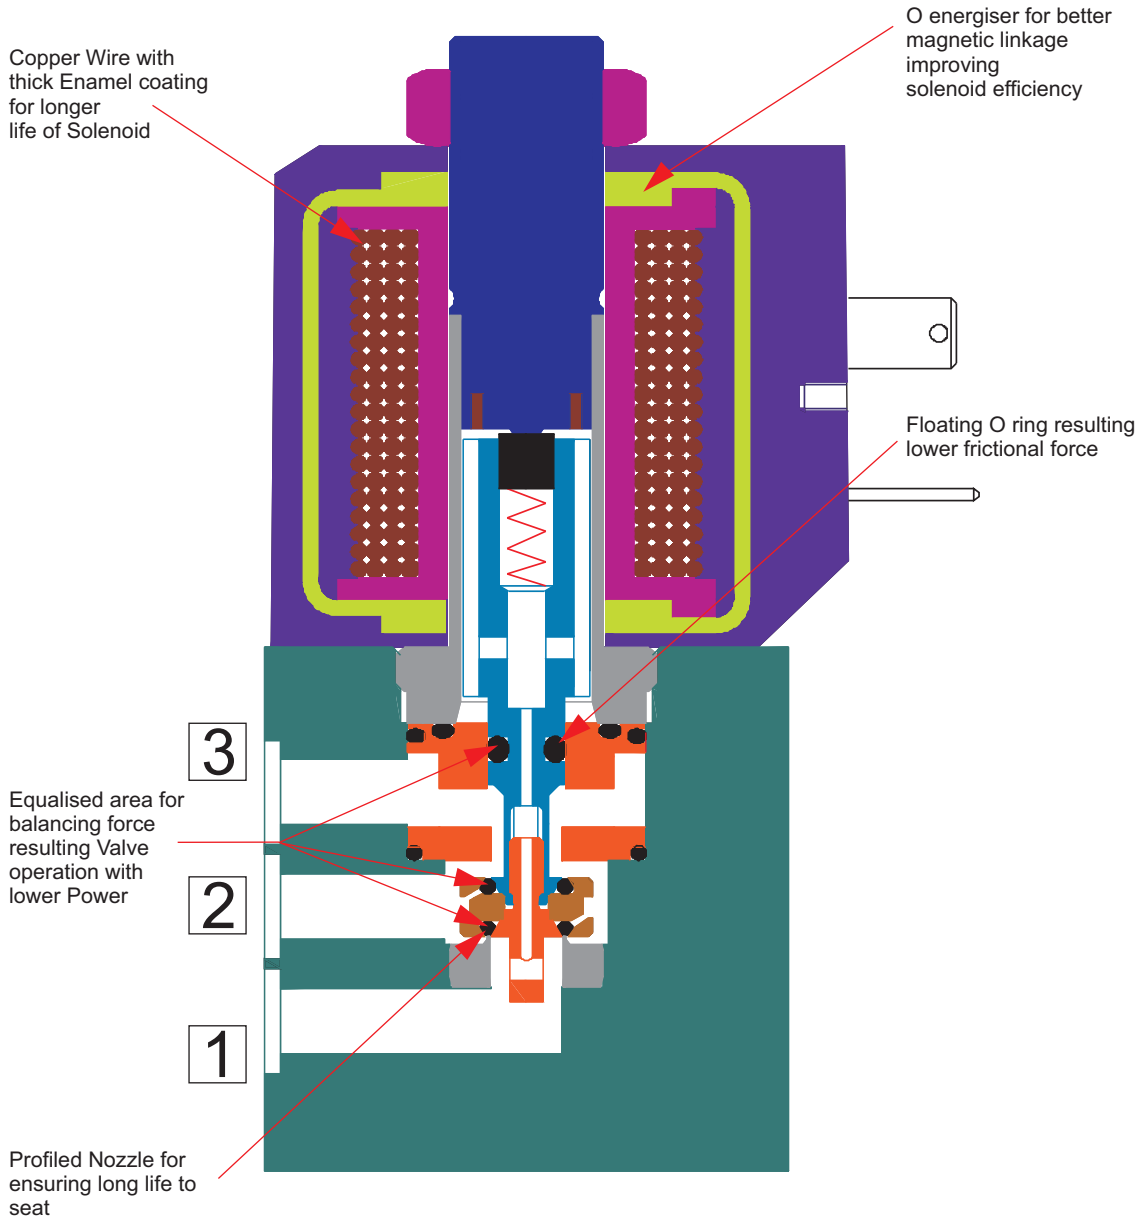 O energiser for better
magnetic linkage
improving
solenoid efficiency
Copper Wire with
thick Enamel coating
for longer
life of Solenoid
Floating O ring resulting
lower frictional force
3
Equalised area for
balancing force
resulting Valve
operation with
lower Power
2
1
Profiled Nozzle for
ensuring long life to
seat